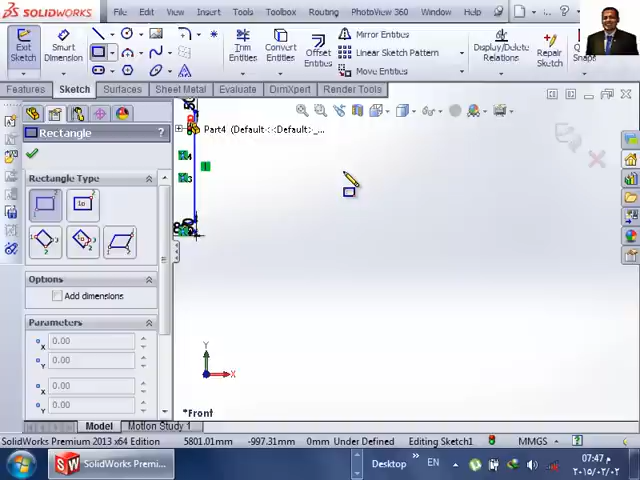 SOLIDWORKS
File Edit View Insert Tools Toolbox Routing PhotoView 360 Window
Exit Sketch
Smart Dimension
Trim Entities
Convert Entities
Offset Entities
Mirror Entities
Linear Sketch Pattern
Move Entities
Display/Delete Relations
Repair Sketch
Features Sketch Surfaces Sheet Metal Evaluate DimXpert Render Tools
Rectangle ?
Part4 (Default<<Default>_...
Rectangle Type
Options
Add dimensions
Parameters
X 0.00
Y 0.00
X 0.00
Y 0.00
Y
X
*Front
Model Motion Study 1
SolidWorks Premium 2013 x64 Edition 5801.01mm -997.31mm 0mm Under Defined Editing Sketch1 MMGS
SolidWorks Premi... Desktop EN 07:47 م
٢٠١٥/٠٢/٠٢